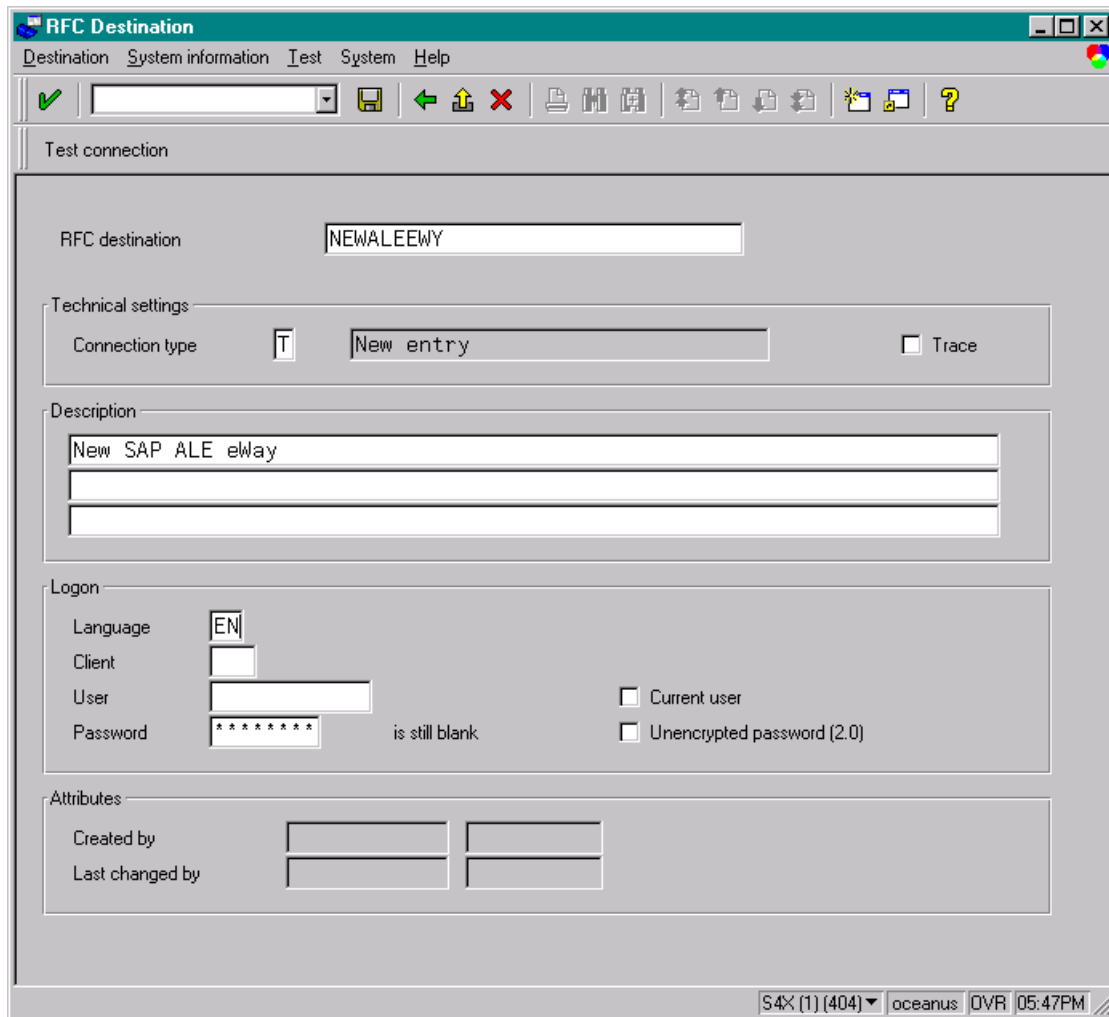 RFC Destination
Destination System information Test System Help
Test connection
RFC destination NEWALEEWY
Technical settings
Connection type T New entry Trace
Description
New SAP ALE eWay
Logon
Language EN
Client
User Current user
Password ******** is still blank Unencrypted password (2.0)
Attributes
Created by
Last changed by
S4X (1) (404) oceanus OVR 05:47PM